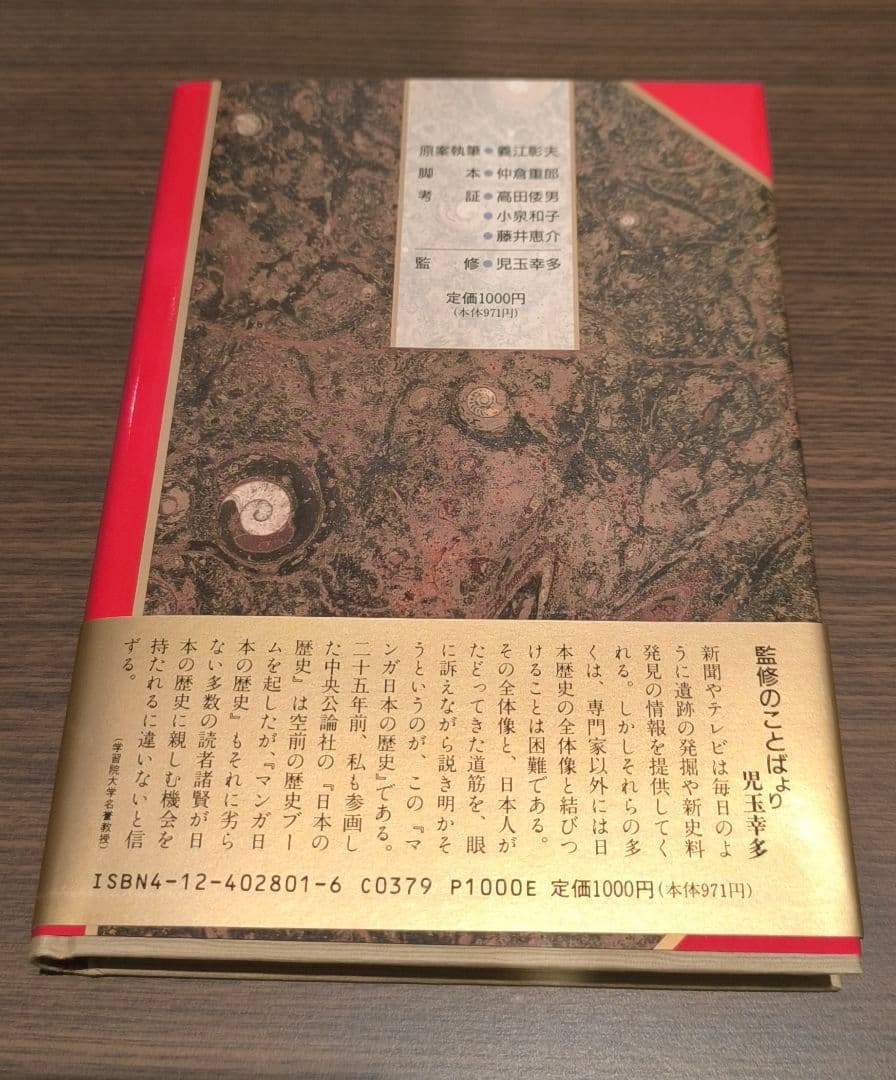 原案執筆●義江彰夫
脚　本●仲倉重郎
考　証●高田倭男
●小泉和子
●藤井恵介
監　修●児玉幸多
定価1000円
(本体971円)
監修のことばより
児玉幸多
新聞やテレビは毎日のよ
うに遺跡の発掘や新史料
発見の情報を提供してく
れる。しかしそれらの多
くは、専門家以外には日
本歴史の全体像と結びつ
けることは困難である。
その全体像と、日本人が
たどってきた道筋を、眼
に訴えながら説き明かそ
うというのが、この『マ
ンガ日本の歴史』である。
二十五年前、私も参画し
た中央公論社の『日本の
歴史』は空前の歴史ブー
ムを起したが、『マンガ日
本の歴史』もそれに劣ら
ない多数の読者諸賢が日
本の歴史に親しむ機会を
持たれるに違いないと信
ずる。
(学習院大学名誉教授)
ISBN4-12-402801-6 C0379 P1000E 定価1000円(本体971円)